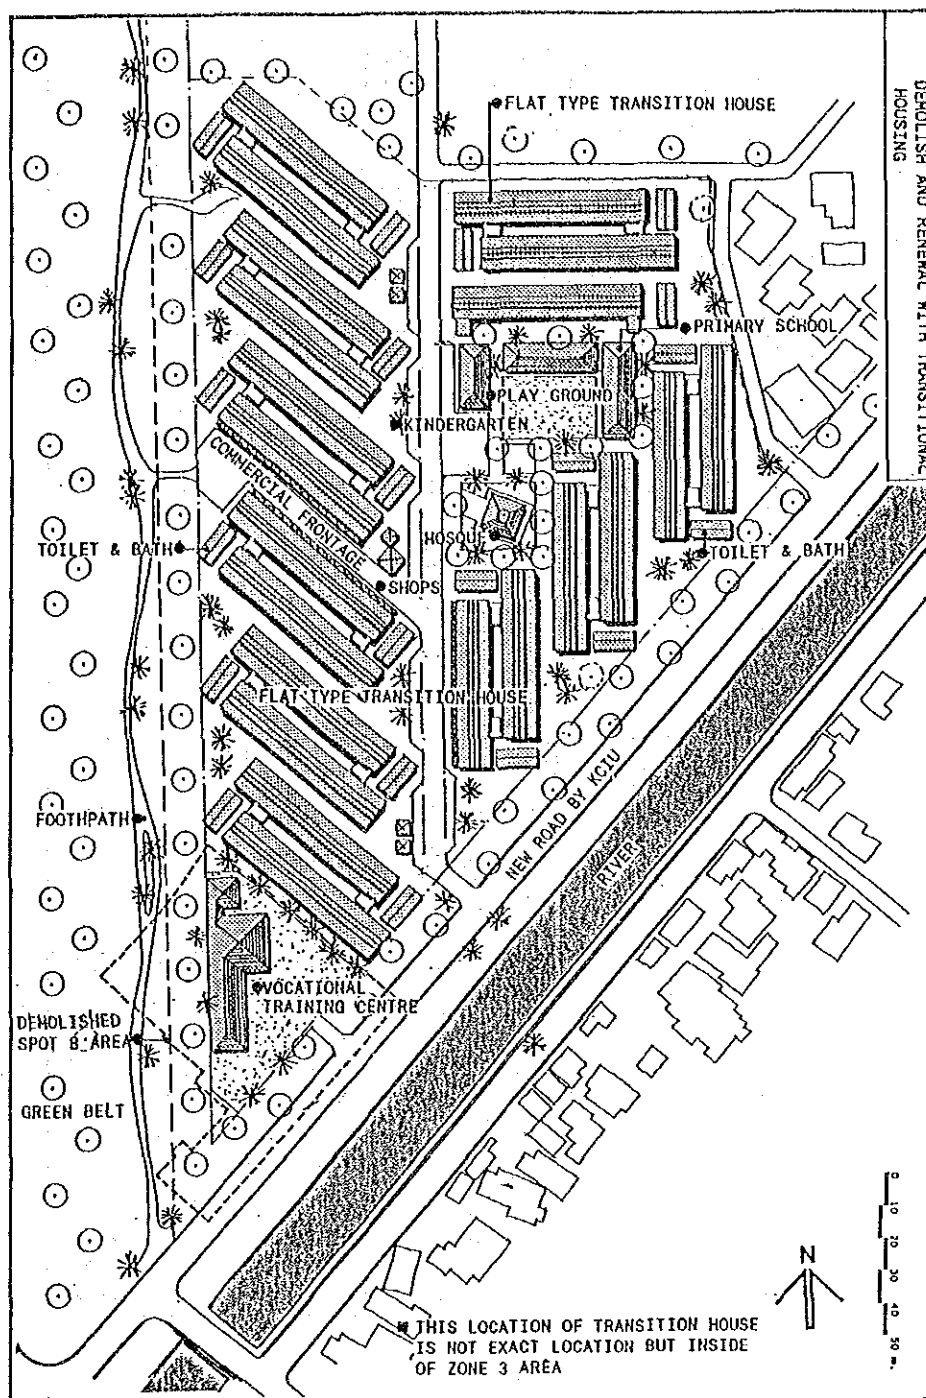 DEMOLISH AND RENEWAL WITH TRANSITIONAL
HOUSING
FLAT TYPE TRANSITION HOUSE
PRIMARY SCHOOL
PLAY GROUND
KINDERGARTEN
COMMERCIAL FRONTAGE
TOILET & BATH
MOSQUE
TOILET & BATH
SHOPS
FLAT TYPE TRANSITION HOUSE
FOOTHPATH
NEW ROAD BY KCIU
RIVER
VOCATIONAL
TRAINING CENTRE
DEMOLISHED
SPOT B AREA
GREEN BELT
N
0 10 20 30 40 50 m.
THIS LOCATION OF TRANSITION HOUSE
IS NOT EXACT LOCATION BUT INSIDE
OF ZONE 3 AREA